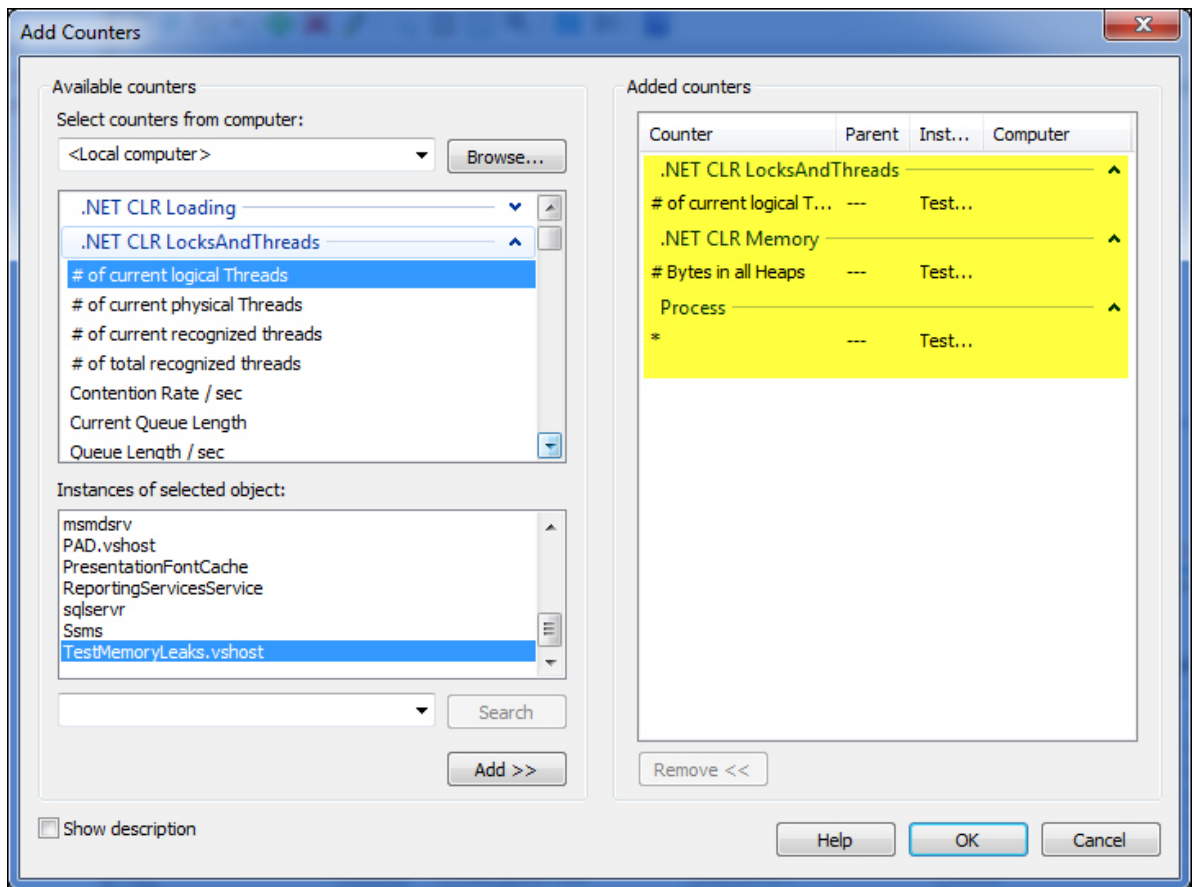 Add Counters
Available counters
Select counters from computer:
<Local computer>
Browse...
.NET CLR Loading
.NET CLR LocksAndThreads
# of current logical Threads
# of current physical Threads
# of current recognized threads
# of total recognized threads
Contention Rate / sec
Current Queue Length
Queue Length / sec
Instances of selected object:
msmdsrv
PAD.vshost
PresentationFontCache
ReportingServicesService
sqlservr
Ssms
TestMemoryLeaks.vshost
Search
Add >>
Show description
Added counters
Counter Parent Inst... Computer
.NET CLR LocksAndThreads
# of current logical T... --- Test...
.NET CLR Memory
# Bytes in all Heaps --- Test...
Process
* --- Test...
Remove <<
Help OK Cancel